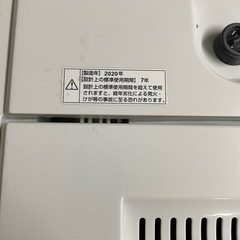 【製造年】2020年
【設計上の標準使用期間】7年
設計上の標準使用期間を超えて使用
されますと、経年劣化による発火・
けが等の事故に至る恐れがあります。